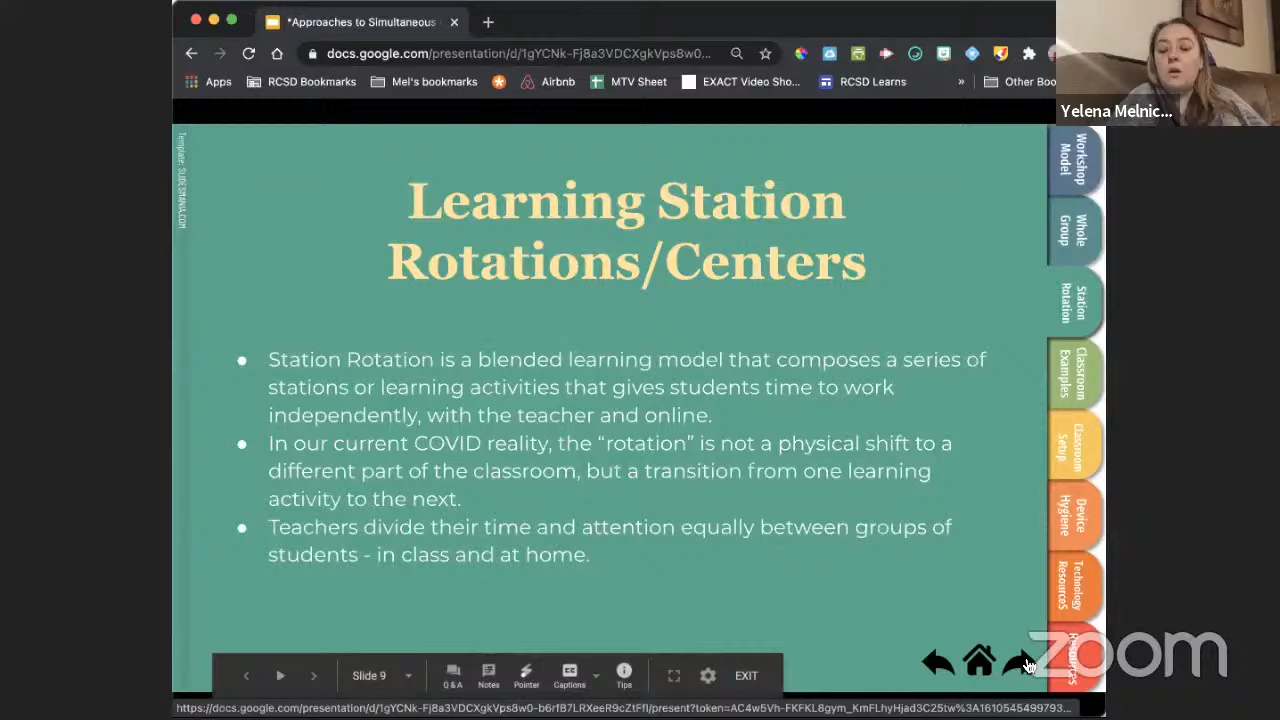 *Approaches to Simultaneous
docs.google.com/presentation/d/1gYCNk-Fj8a3VDCXgkVps8w0...
Apps
RCSD Bookmarks
Mel's bookmarks
Airbnb
MTV Sheet
EXACT Video Sho...
RCSD Learns
»
Other Boo
Yelena Melnic...
Template: SLIDESMANIA.COM
Learning Station
Rotations/Centers
● Station Rotation is a blended learning model that composes a series of
stations or learning activities that gives students time to work
independently, with the teacher and online.
● In our current COVID reality, the “rotation” is not a physical shift to a
different part of the classroom, but a transition from one learning
activity to the next.
● Teachers divide their time and attention equally between groups of
students - in class and at home.
Workshop
Model
Whole
Group
Station
Rotation
Classroom
Examples
Classroom
Setup
Device
Hygiene
Technology
Resources
Resources
Slide 9
Q & A
Notes
Pointer
Captions
Tips
EXIT
zoom